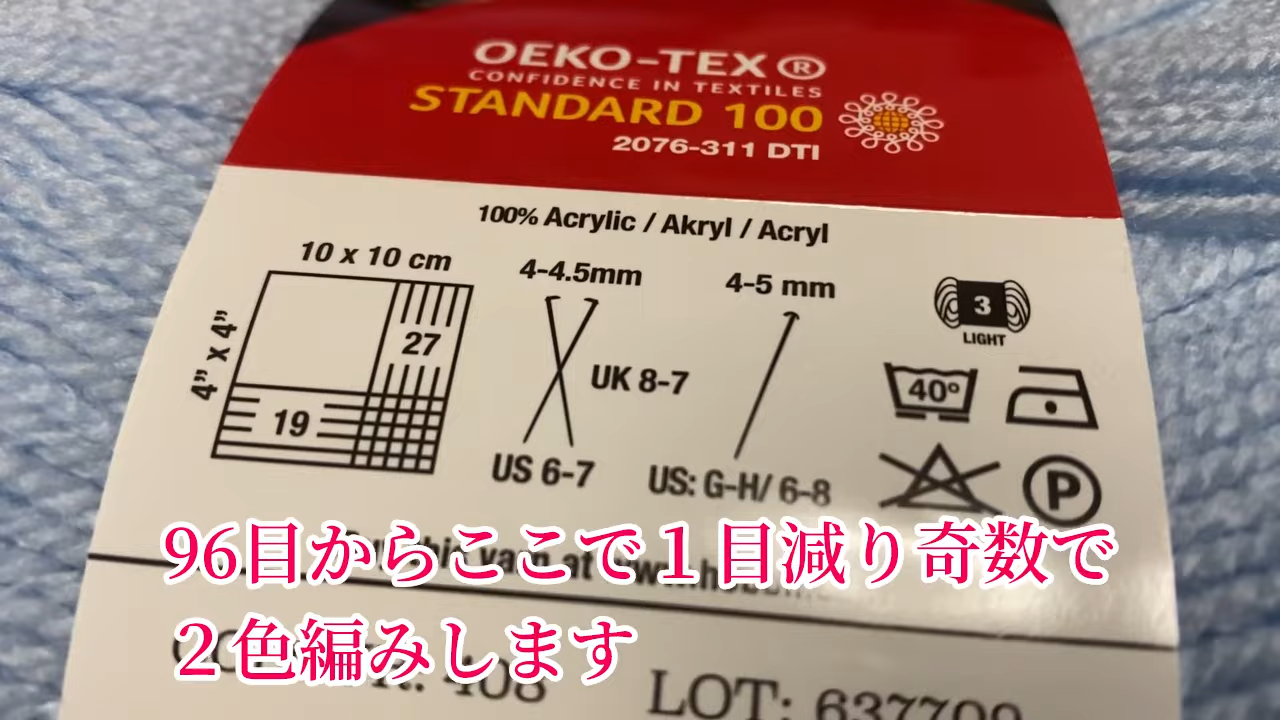 OEKO-TEX®
CONFIDENCE IN TEXTILES
STANDARD 100
2076-311 DTI
100% Acrylic / Akryl / Acryl
10 x 10 cm
4-4.5mm
4-5 mm
4” x 4”
27
3
LIGHT
UK 8-7
40°
19
US 6-7
US: G-H/ 6-8
P
yarn at
96目からここで１目減り奇数で
２色編みします
408
LOT: 637709